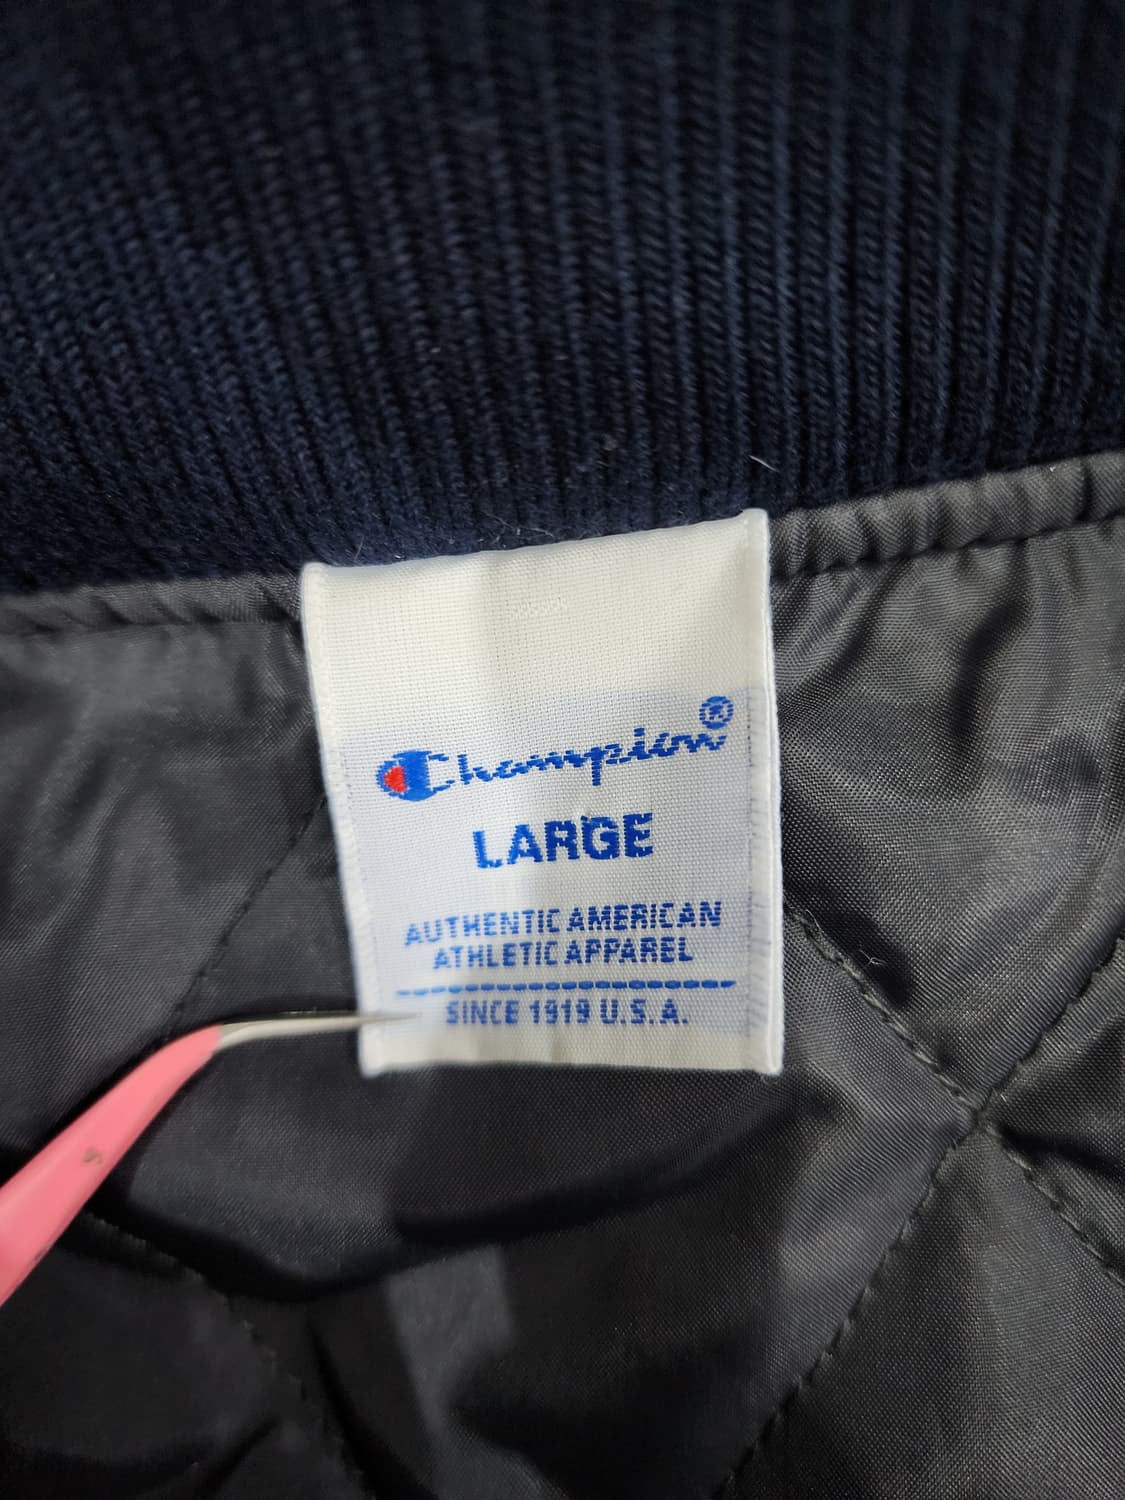 Champion®
LARGE
AUTHENTIC AMERICAN
ATHLETIC APPAREL
SINCE 1919 U.S.A.